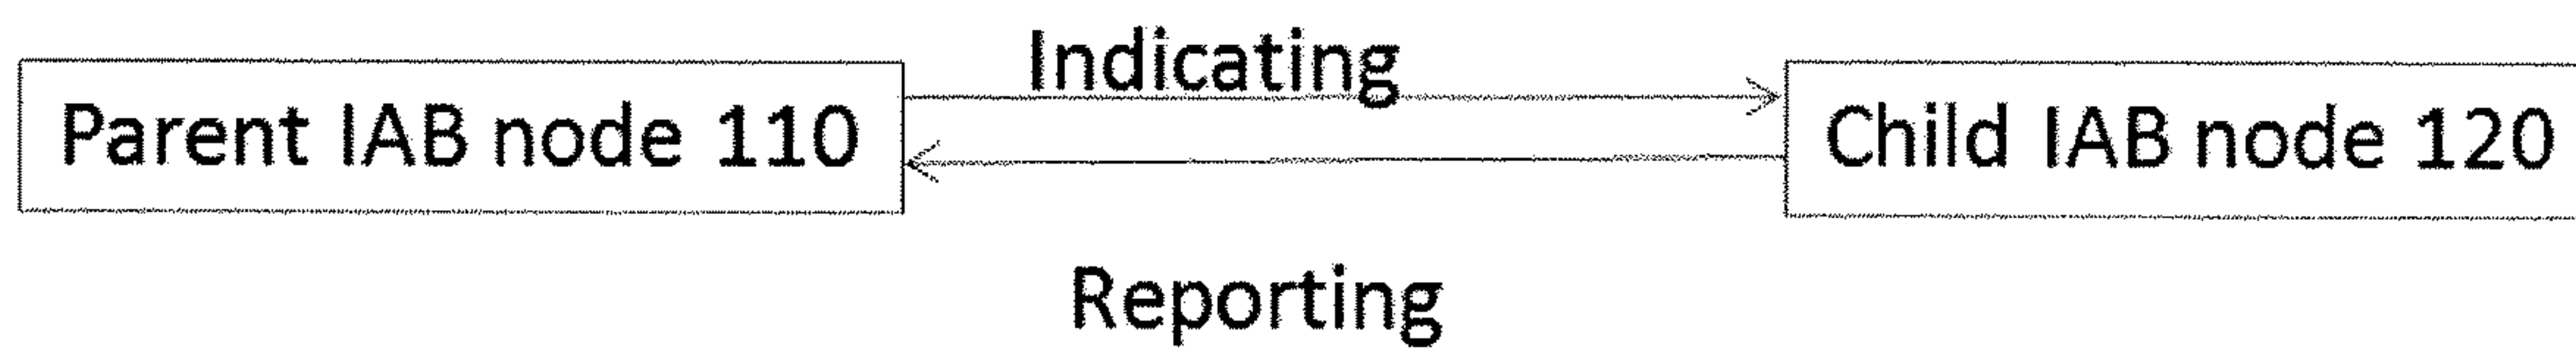 Indicating
Parent IAB node 110
Child IAB node 120
Reporting